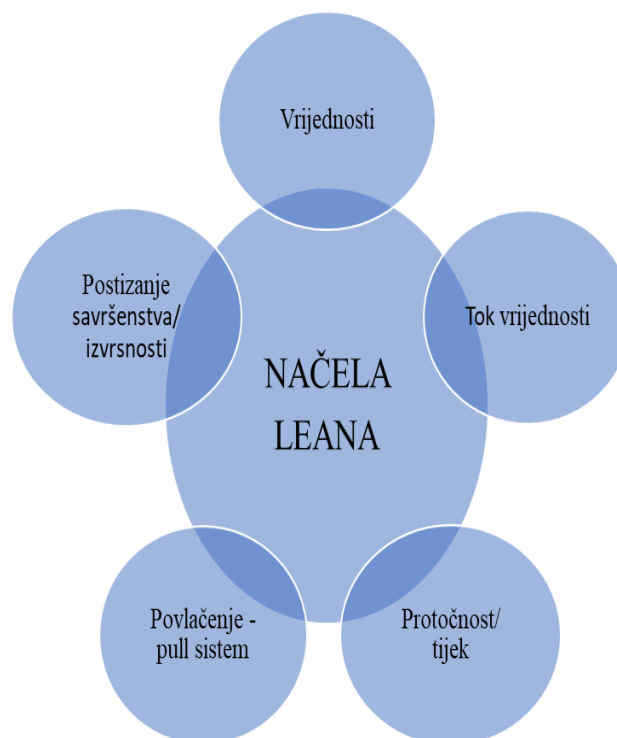 Vrijednosti
Postizanje
savršenstva/
izvrsnosti
Tok vrijednosti
NAČELA
LEANA
Povlačenje -
pull sistem
Protočnost/
tijek